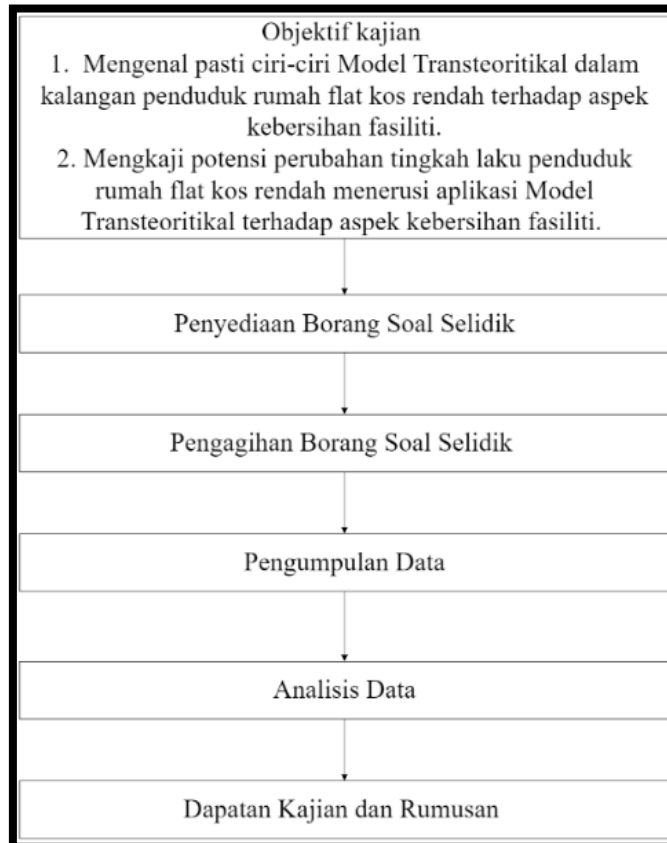 Objektif kajian
1. Mengenal pasti ciri-ciri Model Transteoritikal dalam
kalangan penduduk rumah flat kos rendah terhadap aspek
kebersihan fasiliti.
2. Mengkaji potensi perubahan tingkah laku penduduk
rumah flat kos rendah menerusi aplikasi Model
Transteoritikal terhadap aspek kebersihan fasiliti.
Penyediaan Borang Soal Selidik
Pengagihan Borang Soal Selidik
Pengumpulan Data
Analisis Data
Dapatan Kajian dan Rumusan